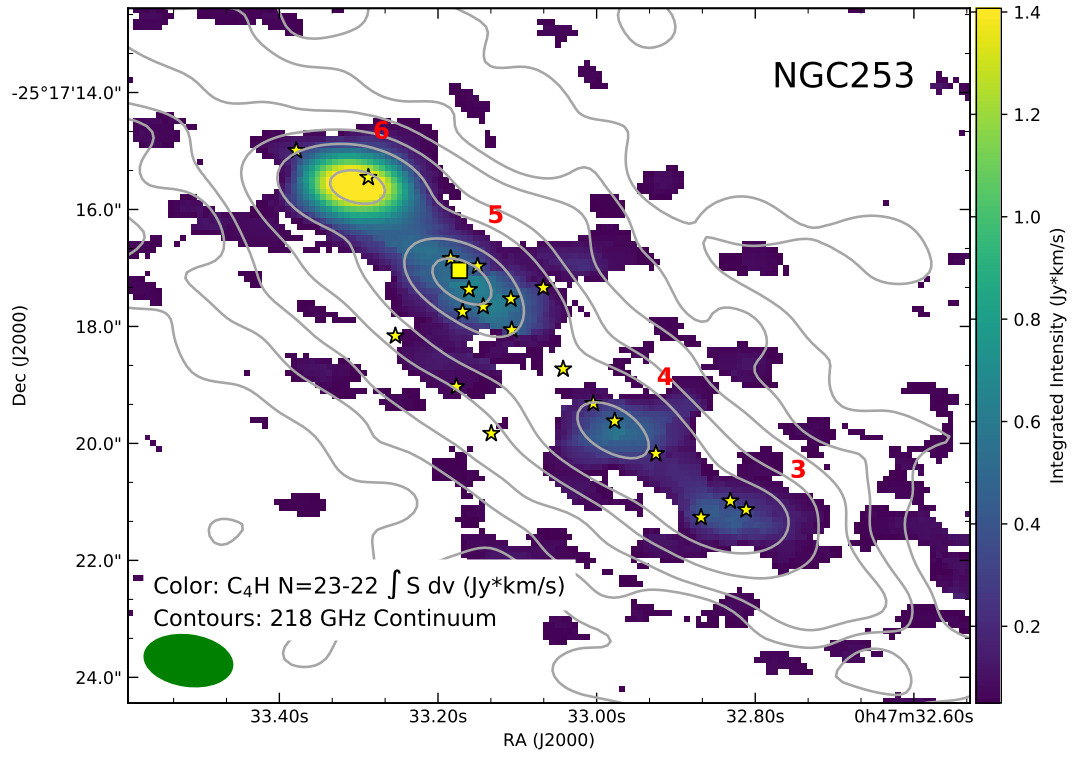 NGC253
6
5
4
3
Color: C₄H N=23-22 ∫ S dv (Jy*km/s)
Contours: 218 GHz Continuum
-25°17'14.0"
16.0"
18.0"
20.0"
22.0"
24.0"
Dec (J2000)
33.40s
33.20s
33.00s
32.80s
0h47m32.60s
RA (J2000)
1.4
1.2
1.0
0.8
0.6
0.4
0.2
Integrated Intensity (Jy*km/s)